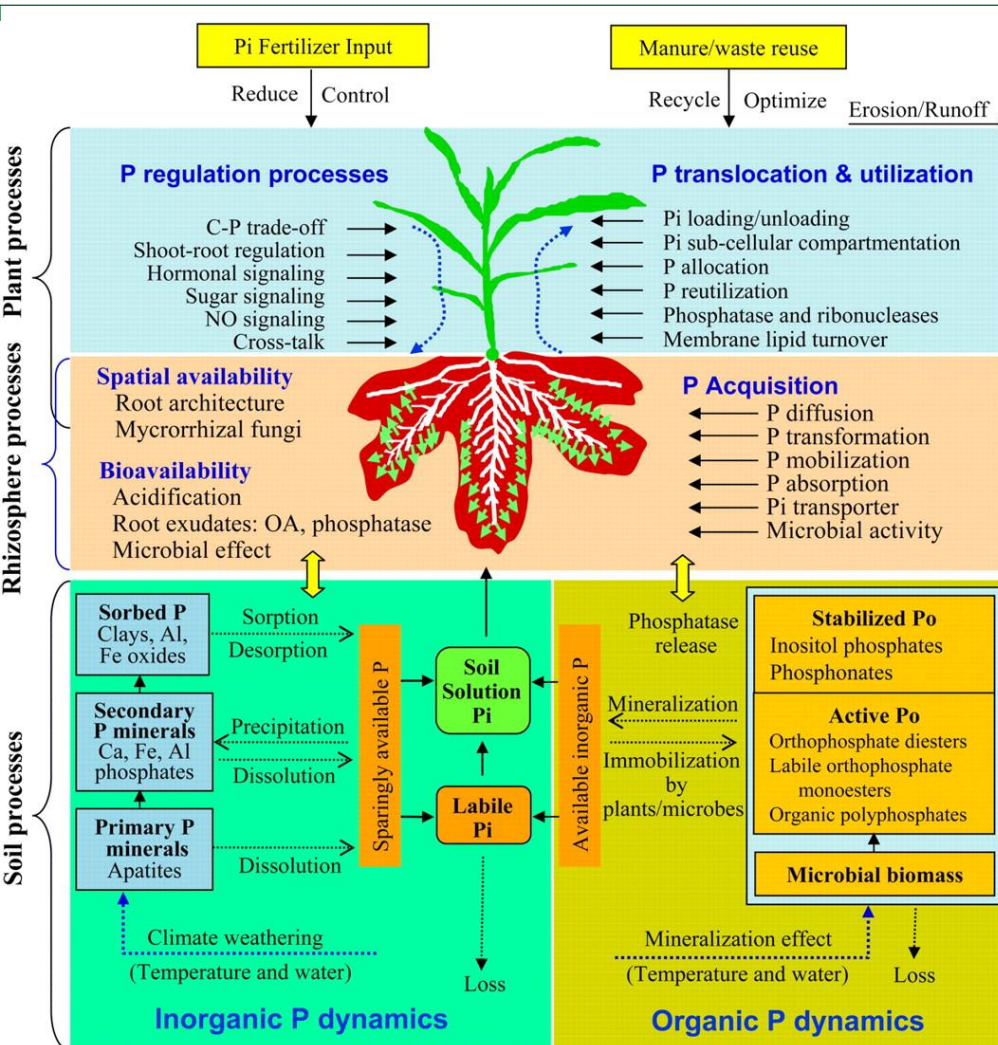 Pi Fertilizer Input
Manure/waste reuse
Reduce
Control
Recycle
Optimize
Erosion/Runoff
Plant processes
P regulation processes
C-P trade-off
Shoot-root regulation
Hormonal signaling
Sugar signaling
NO signaling
Cross-talk
P translocation & utilization
Pi loading/unloading
Pi sub-cellular compartmentation
P allocation
P reutilization
Phosphatase and ribonucleases
Membrane lipid turnover
Rhizosphere processes
Spatial availability
Root architecture
Mycrorrhizal fungi
Bioavailability
Acidification
Root exudates: OA, phosphatase
Microbial effect
P Acquisition
P diffusion
P transformation
P mobilization
P absorption
Pi transporter
Microbial activity
Soil processes
Sorbed P
Clays, Al,
Fe oxides
Secondary
P minerals
Ca, Fe, Al
phosphates
Primary P
minerals
Apatites
Sorption
Desorption
Precipitation
Dissolution
Dissolution
Sparingly available P
Soil
Solution
Pi
Labile
Pi
Available inorganic P
Climate weathering
(Temperature and water)
Loss
Inorganic P dynamics
Phosphatase
release
Mineralization
Immobilization
by
plants/microbes
Stabilized Po
Inositol phosphates
Phosphonates
Active Po
Orthophosphate diesters
Labile orthophosphate
monoesters
Organic polyphosphates
Microbial biomass
Mineralization effect
(Temperature and water)
Loss
Organic P dynamics